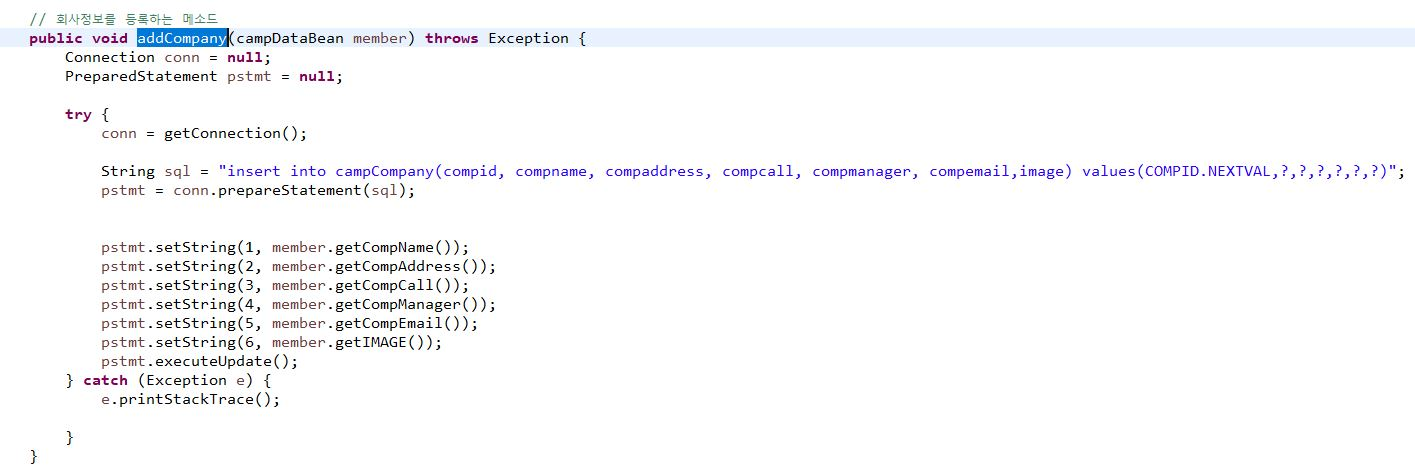 // 회사정보를 등록하는 메소드
public void addCompany(campDataBean member) throws Exception {
Connection conn = null;
PreparedStatement pstmt = null;
try {
conn = getConnection();
String sql = "insert into campCompany(compid, compname, compaddress, compcall, compmanager, compemail,image) values(COMPID.NEXTVAL,?,?,?,?,?,?)";
pstmt = conn.prepareStatement(sql);
pstmt.setString(1, member.getCompName());
pstmt.setString(2, member.getCompAddress());
pstmt.setString(3, member.getCompCall());
pstmt.setString(4, member.getCompManager());
pstmt.setString(5, member.getCompEmail());
pstmt.setString(6, member.getIMAGE());
pstmt.executeUpdate();
} catch (Exception e) {
e.printStackTrace();
}
}